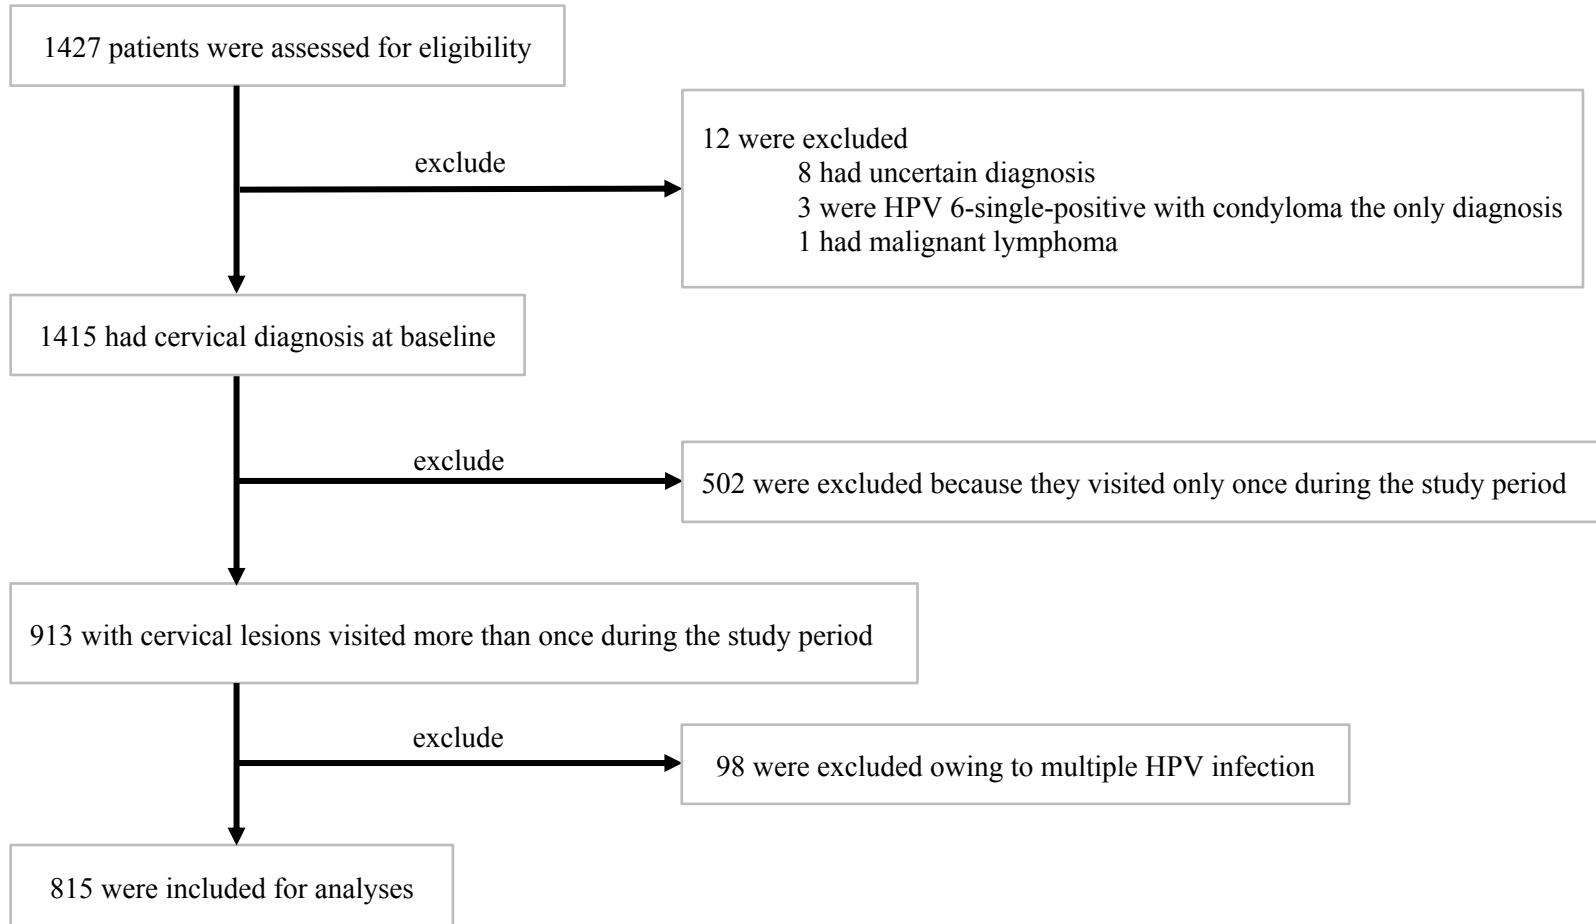 1427 patients were assessed for eligibility
exclude
12 were excluded
8 had uncertain diagnosis
3 were HPV 6-single-positive with condyloma the only diagnosis
1 had malignant lymphoma
1415 had cervical diagnosis at baseline
exclude
502 were excluded because they visited only once during the study period
913 with cervical lesions visited more than once during the study period
exclude
98 were excluded owing to multiple HPV infection
815 were included for analyses